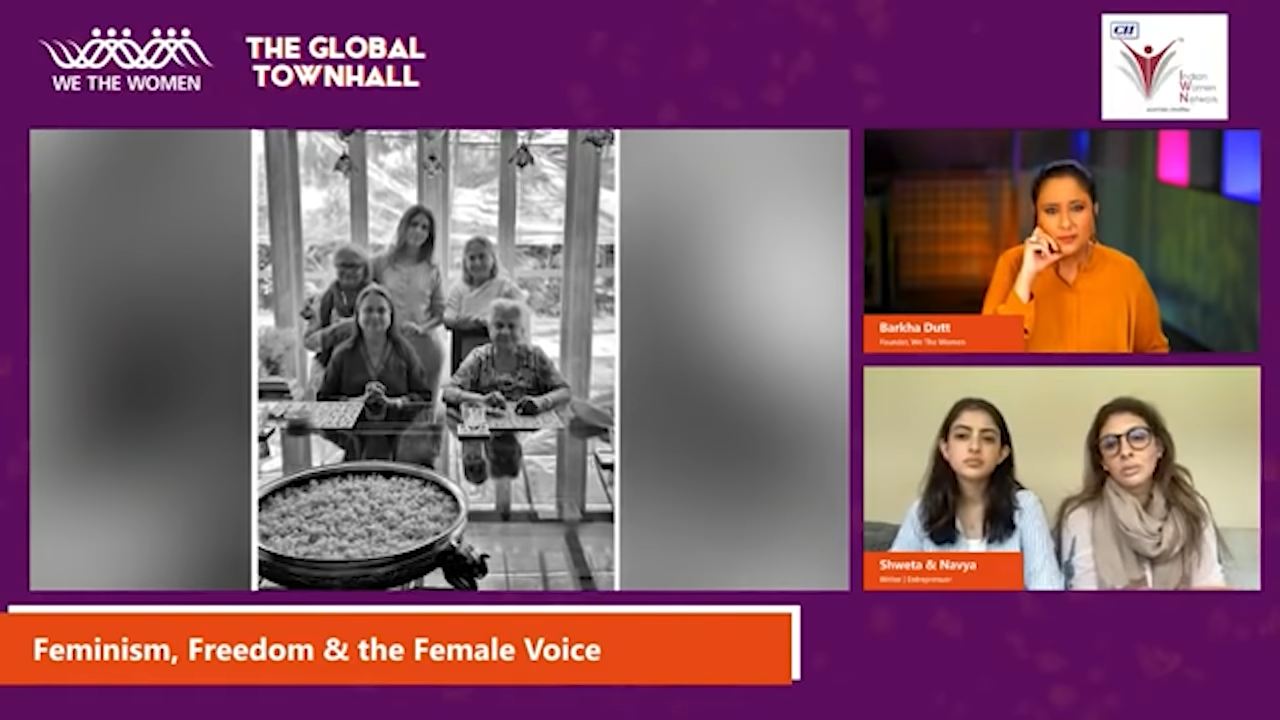 WE THE WOMEN
THE GLOBAL
TOWNHALL
CII
Indian
Women
Network
Barkha Dutt
Founder, We The Women
Shweta & Navya
Writer | Entrepreneur
Feminism, Freedom & the Female Voice